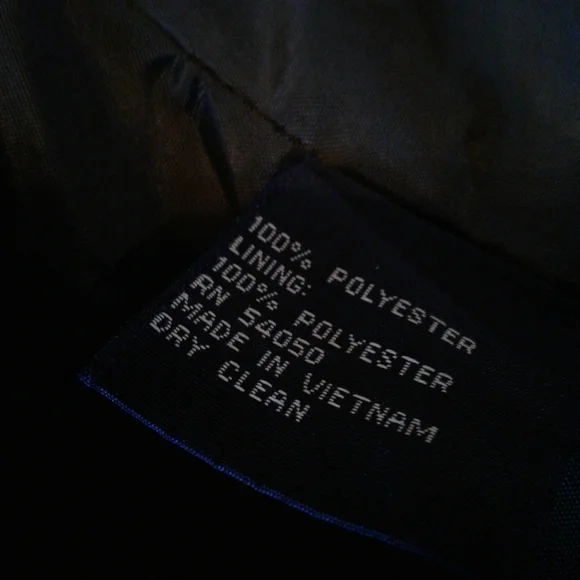 100% POLYESTER
LINING:
100% POLYESTER
RN 54050
MADE IN VIETNAM
DRY CLEAN